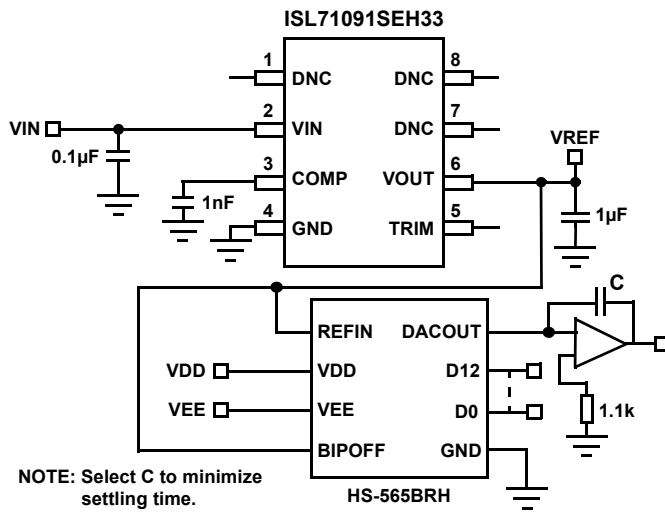 ISL71091SEH33
1
DNC
8
DNC
2
VIN
VIN
7
DNC
0.1µF
VREF
3
COMP
6
VOUT
1nF
1µF
4
GND
5
TRIM
C
REFIN
DACOUT
VDD
VDD
D12
VEE
VEE
D0
1.1k
BIPOFF
GND
NOTE: Select C to minimize
settling time.
HS-565BRH